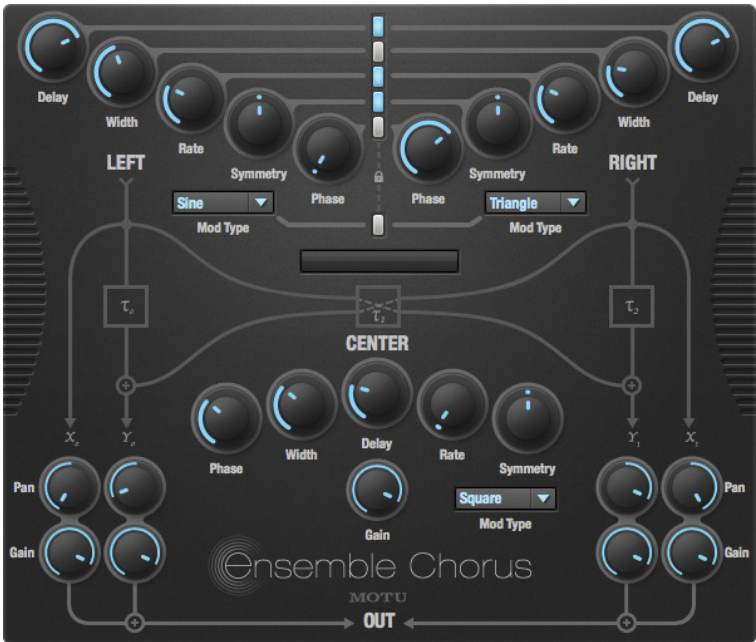 Delay
Width
Rate
Symmetry
Phase
Phase
Symmetry
Rate
Width
Delay
LEFT
RIGHT
Sine
Mod Type
Triangle
Mod Type
τ₀
τ₁
τ₂
CENTER
Phase
Width
Delay
Rate
Symmetry
X₀
Y₀
Y₁
X₁
Pan
Pan
Gain
Square
Mod Type
Gain
Gain
ensemble Chorus
MOTU
OUT